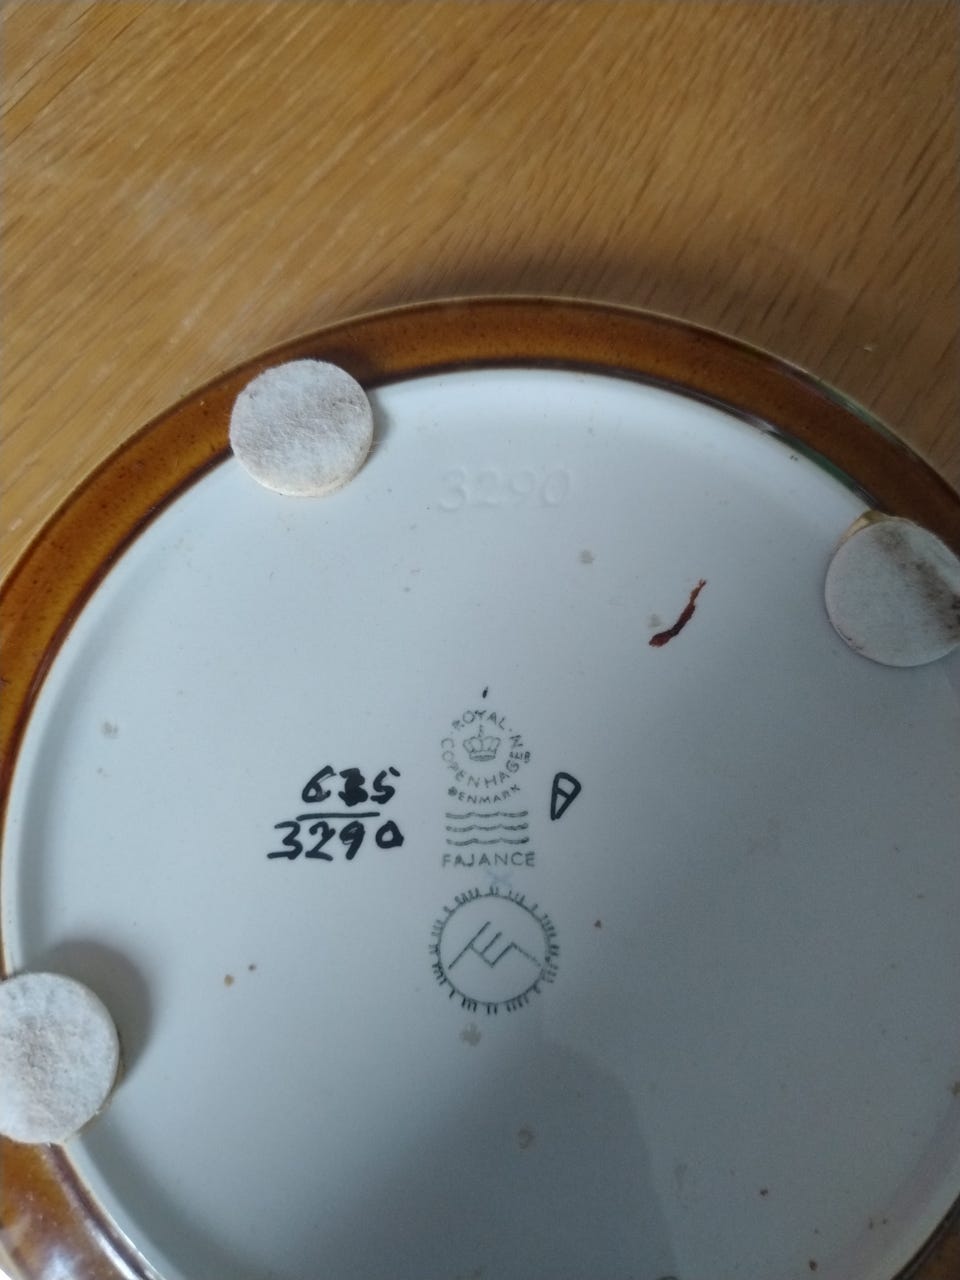 3290
ROYAL
COPENHAGEN
DENMARK
635
3290
FAJANCE